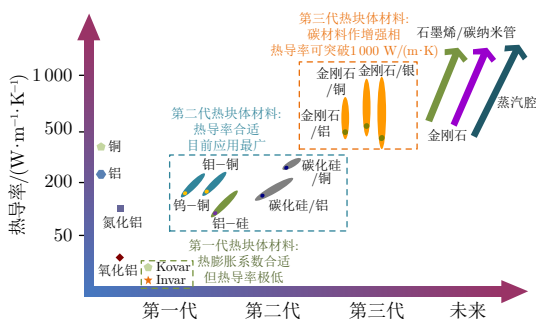 第三代热块体材料:
碳材料作增强相
热导率可突破1 000 W/(m·K)
石墨烯/碳纳米管
金刚石
/铜
金刚石/银
金刚石
/铝
金刚石
蒸汽腔
第二代热块体材料:
热导率合适
目前应用最广
钼-铜
钨-铜
铝-硅
碳化硅
/铜
碳化硅/铝
第一代热块体材料:
热膨胀系数合适
但热导率极低
铜
铝
氮化铝
氧化铝
Kovar
Invar
热导率/(W·m⁻¹·K⁻¹)
1 000
500
200
50
第一代
第二代
第三代
未来